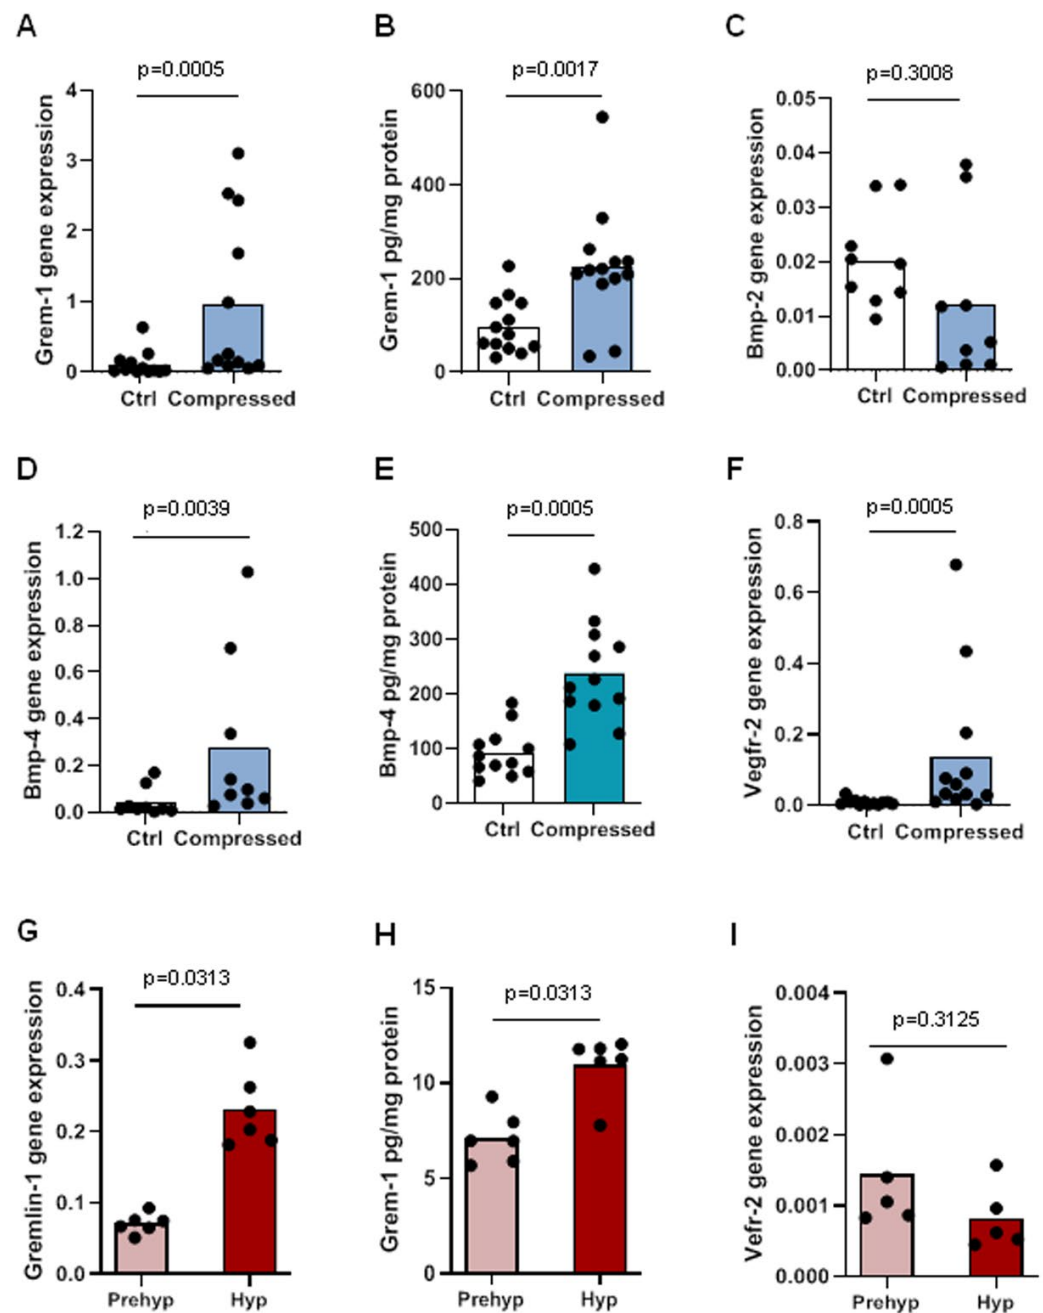 A
p=0.0005
Grem-1 gene expression
4
3
2
1
0
Ctrl Compressed
B
p=0.0017
Grem-1 pg/mg protein
600
400
200
0
Ctrl Compressed
C
p=0.3008
Bmp-2 gene expression
0.05
0.04
0.03
0.02
0.01
0.00
Ctrl Compressed
D
p=0.0039
Bmp-4 gene expression
1.2
1.0
0.8
0.6
0.4
0.2
0.0
Ctrl Compressed
E
p=0.0005
Bmp-4 pg/mg protein
500
400
300
200
100
0
Ctrl Compressed
F
p=0.0005
Vegfr-2 gene expression
0.8
0.6
0.4
0.2
0.0
Ctrl Compressed
G
p=0.0313
Gremlin-1 gene expression
0.4
0.3
0.2
0.1
0.0
Prehyp Hyp
H
p=0.0313
Grem-1 pg/mg protein
15
10
5
0
Prehyp Hyp
I
p=0.3125
Vefr-2 gene expression
0.004
0.003
0.002
0.001
0.000
Prehyp Hyp